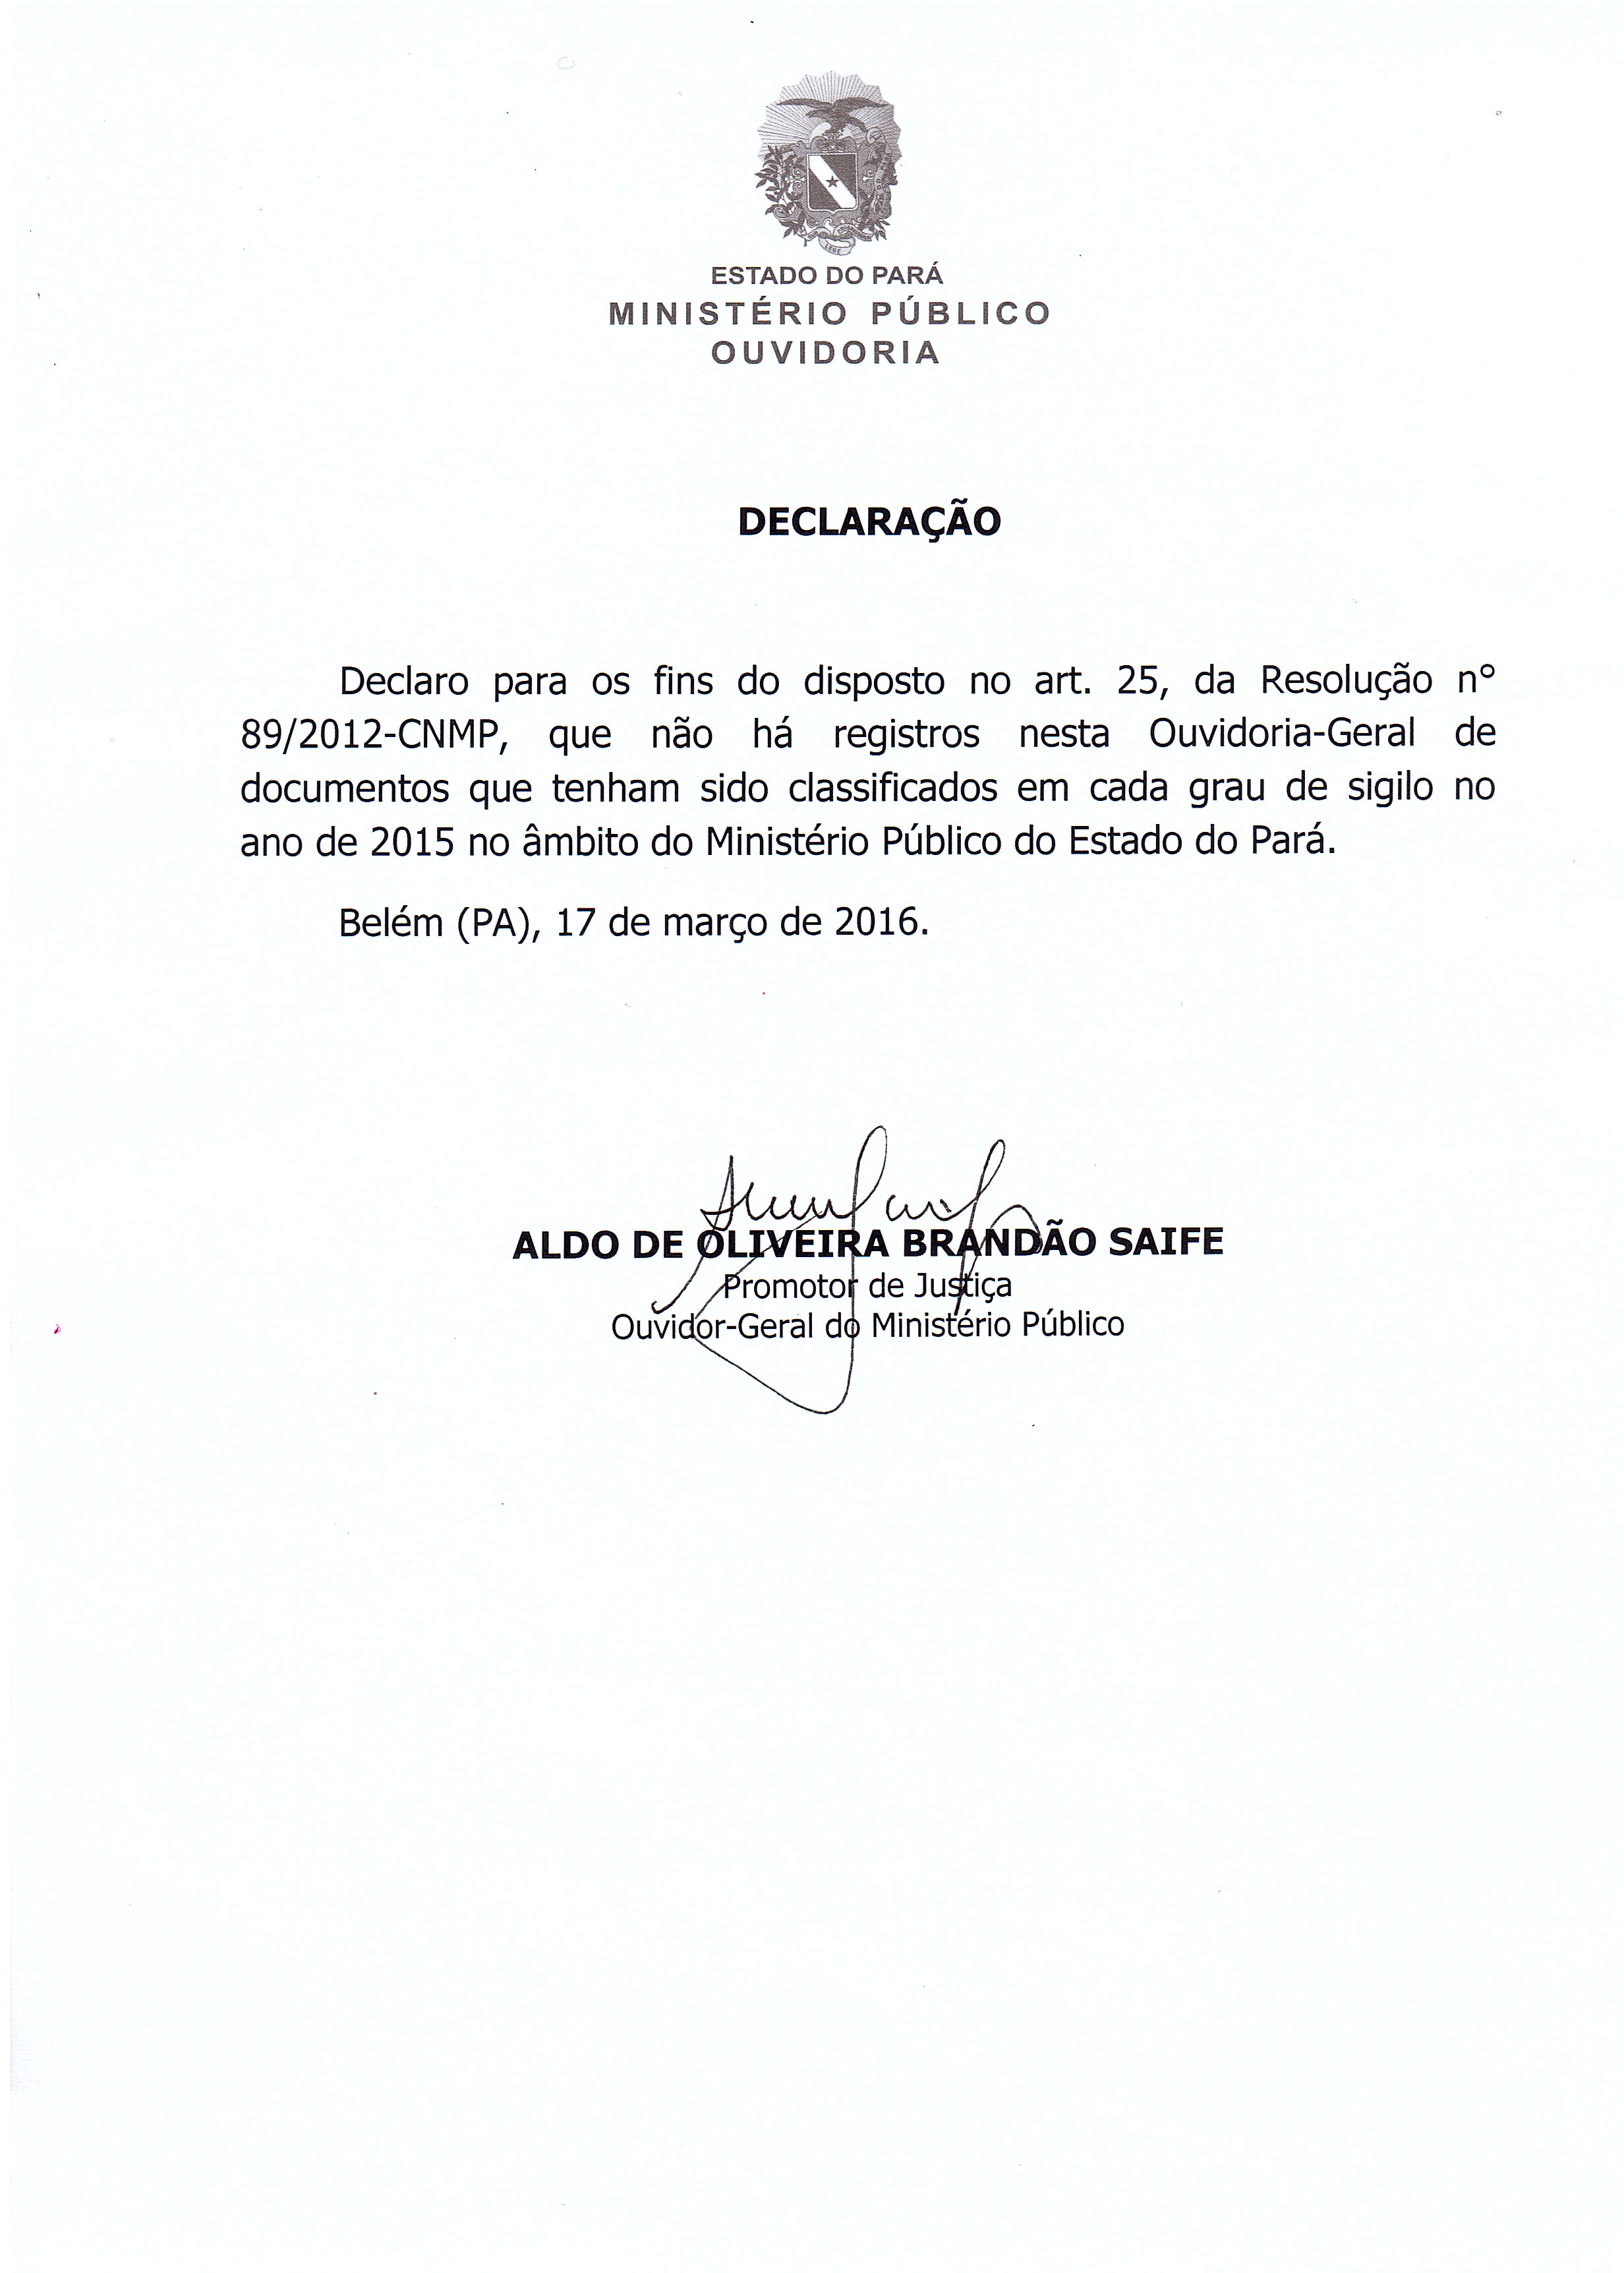 ESTADO DO PARÁ
MINISTÉRIO PÚBLICO
OUVIDORIA
DECLARAÇÃO
Declaro para os fins do disposto no art. 25, da Resolução nº
89/2012-CNMP, que não há registros nesta Ouvidoria-Geral de
documentos que tenham sido classificados em cada grau de sigilo no
ano de 2015 no âmbito do Ministério Público do Estado do Pará.
Belém (PA), 17 de março de 2016.
ALDO DE OLIVEIRA BRANDÃO SAIFE
Promotor de Justiça
Ouvidor-Geral do Ministério Público